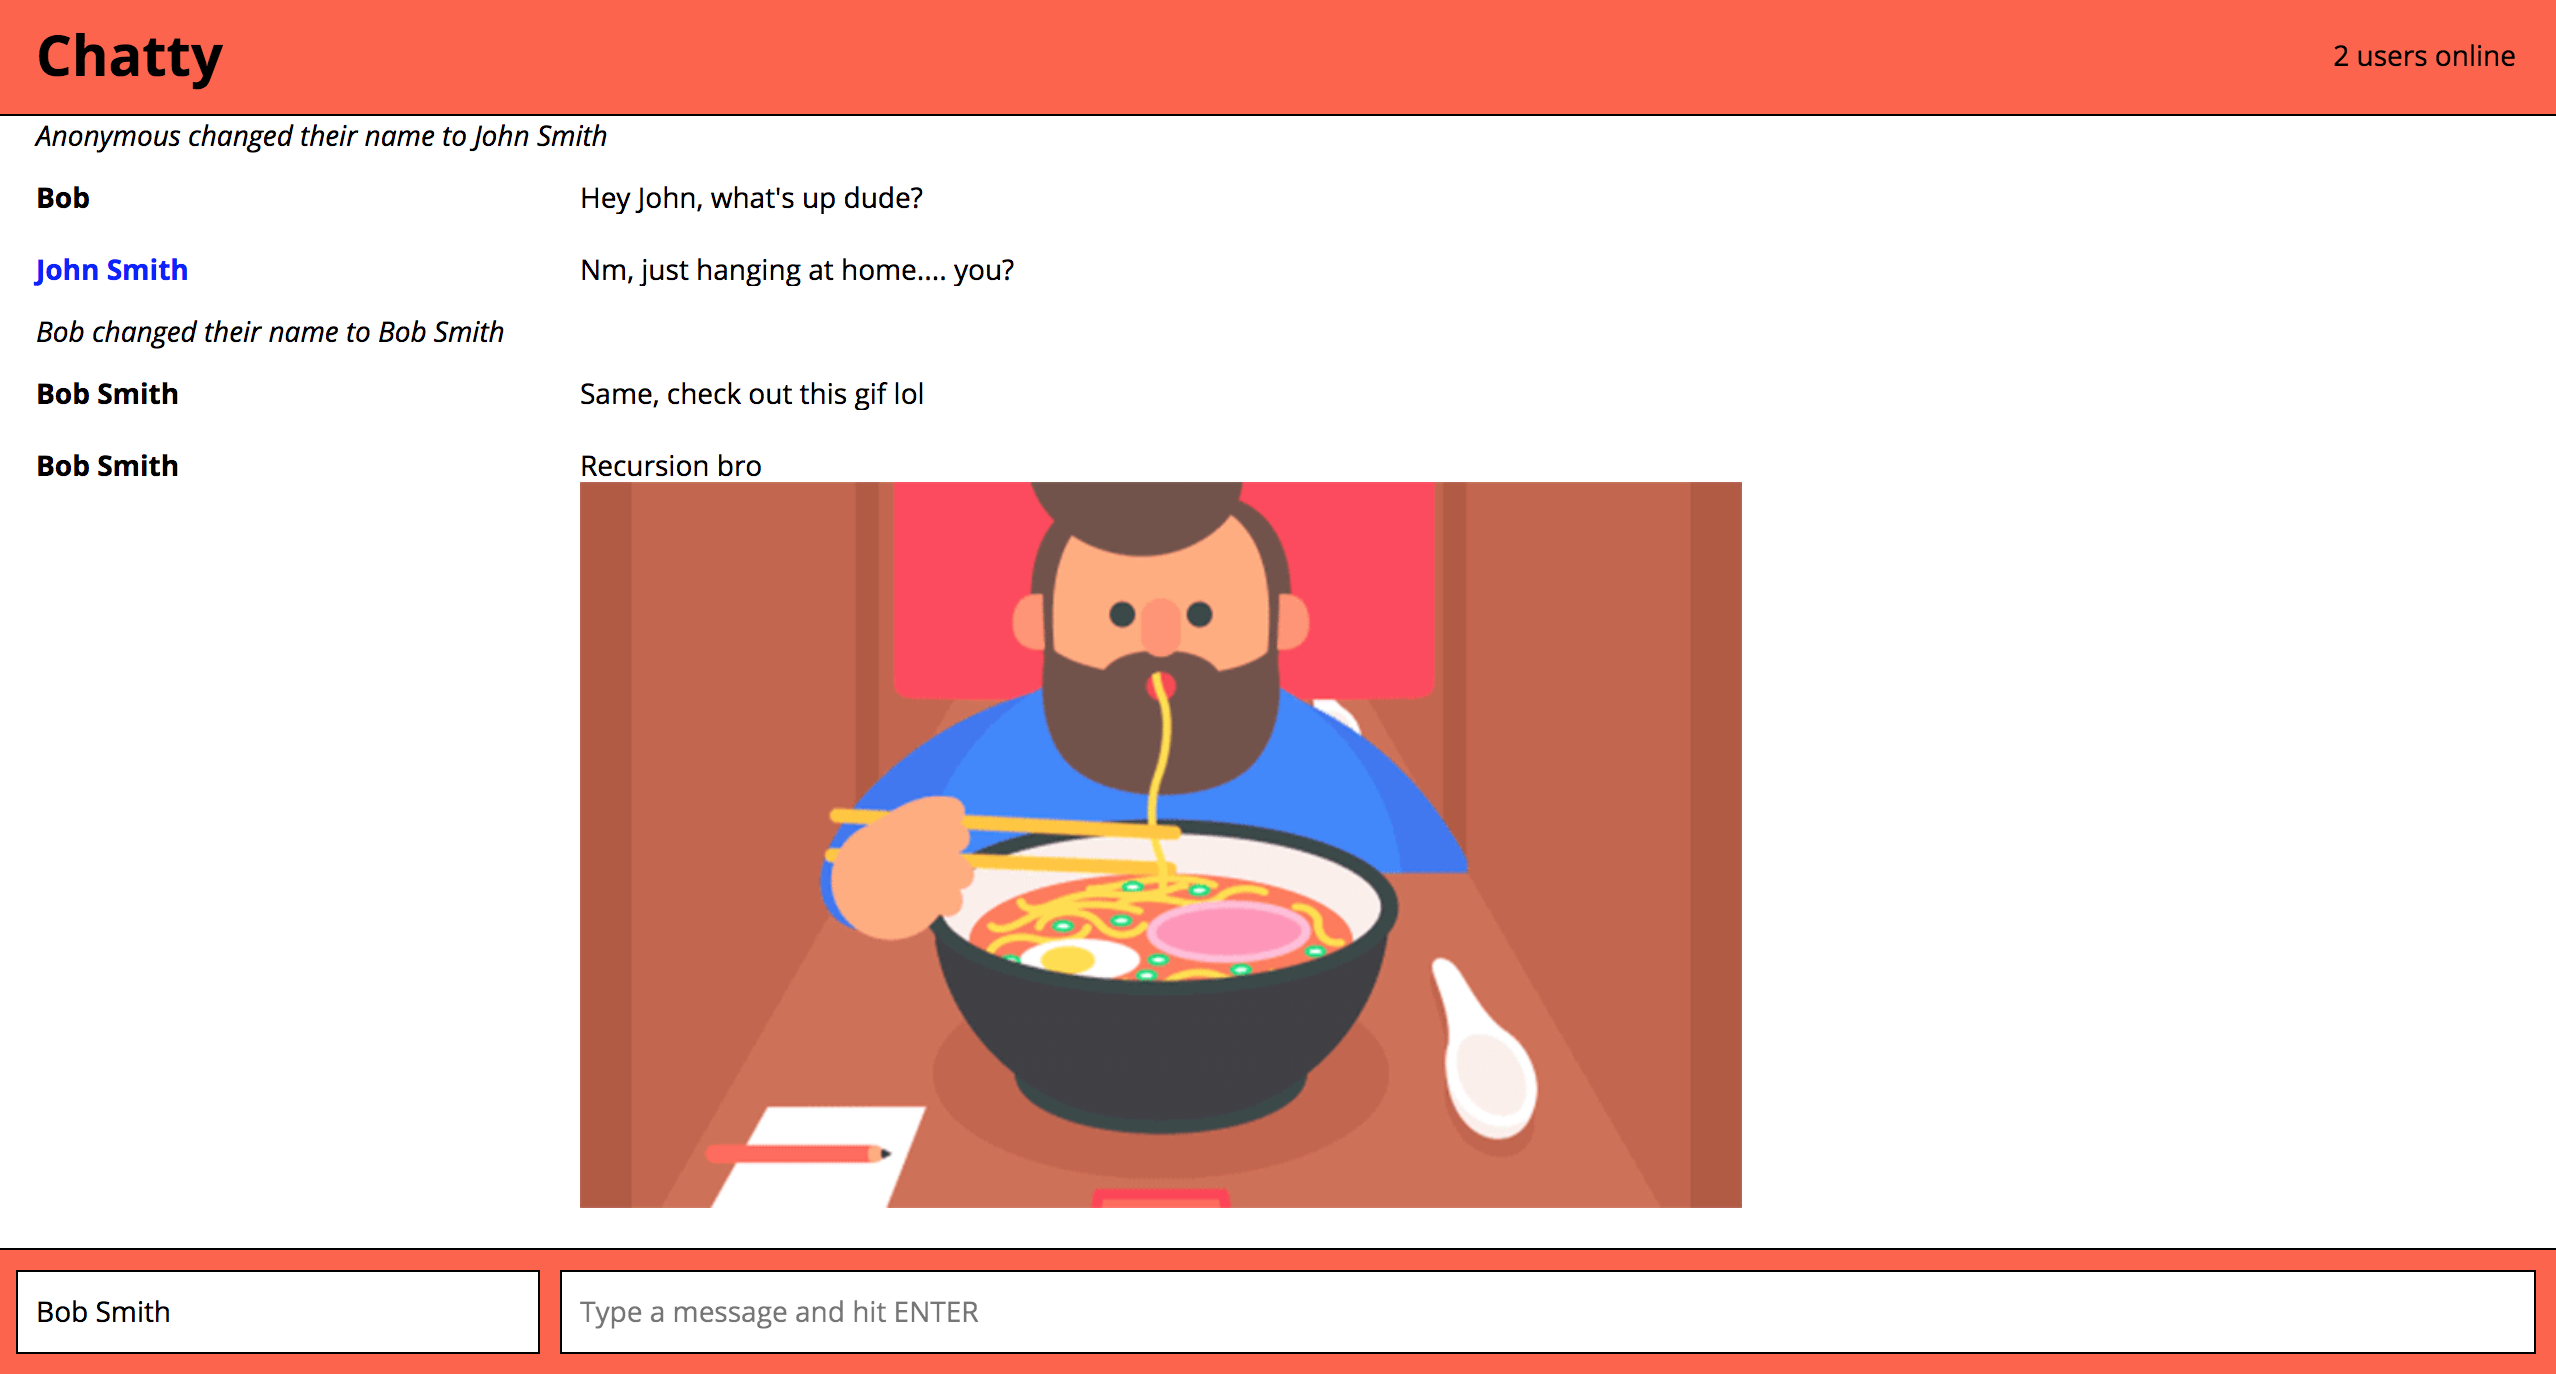 Chatty
2 users online
Anonymous changed their name to John Smith
Bob Hey John, what's up dude?
John Smith Nm, just hanging at home.... you?
Bob changed their name to Bob Smith
Bob Smith Same, check out this gif lol
Bob Smith Recursion bro
Bob Smith Type a message and hit ENTER